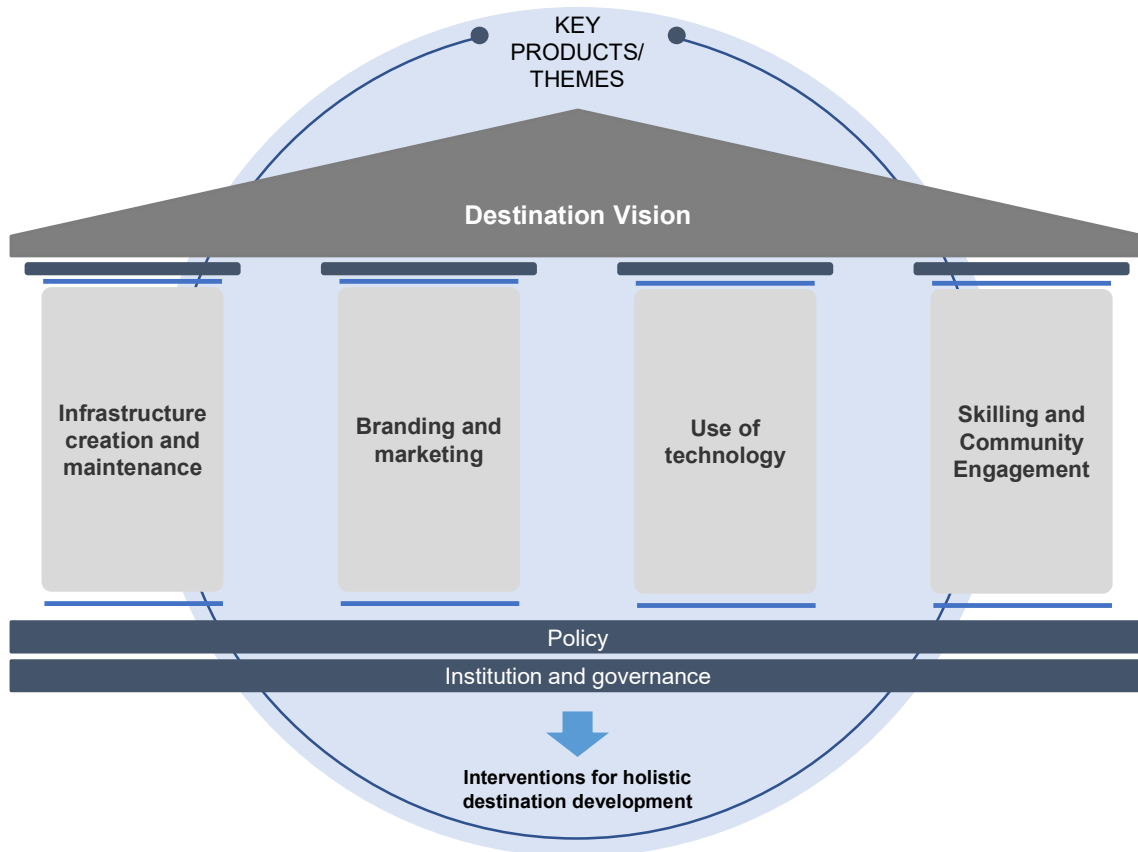 KEY
PRODUCTS/
THEMES
Destination Vision
Infrastructure
creation and
maintenance
Branding and
marketing
Use of
technology
Skilling and
Community
Engagement
Policy
Institution and governance
Interventions for holistic
destination development